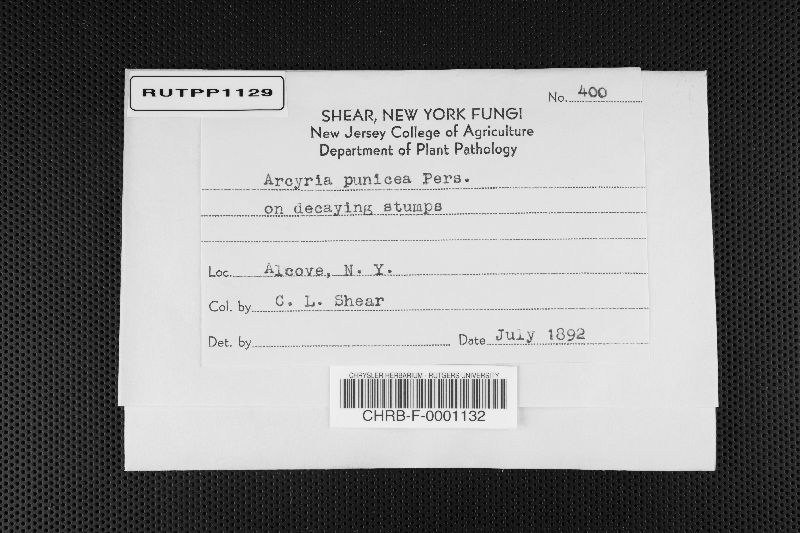 RUTPP1129
No. 400
SHEAR, NEW YORK FUNGI
New Jersey College of Agriculture
Department of Plant Pathology
Arcyria punicea Pers.
on decaying stumps
Loc. Alcove, N. Y.
Col. by C. L. Shear
Det. by Date July 1892
CHRYSLER HERBARIUM - RUTGERS UNIVERSITY
CHRB-F-0001132